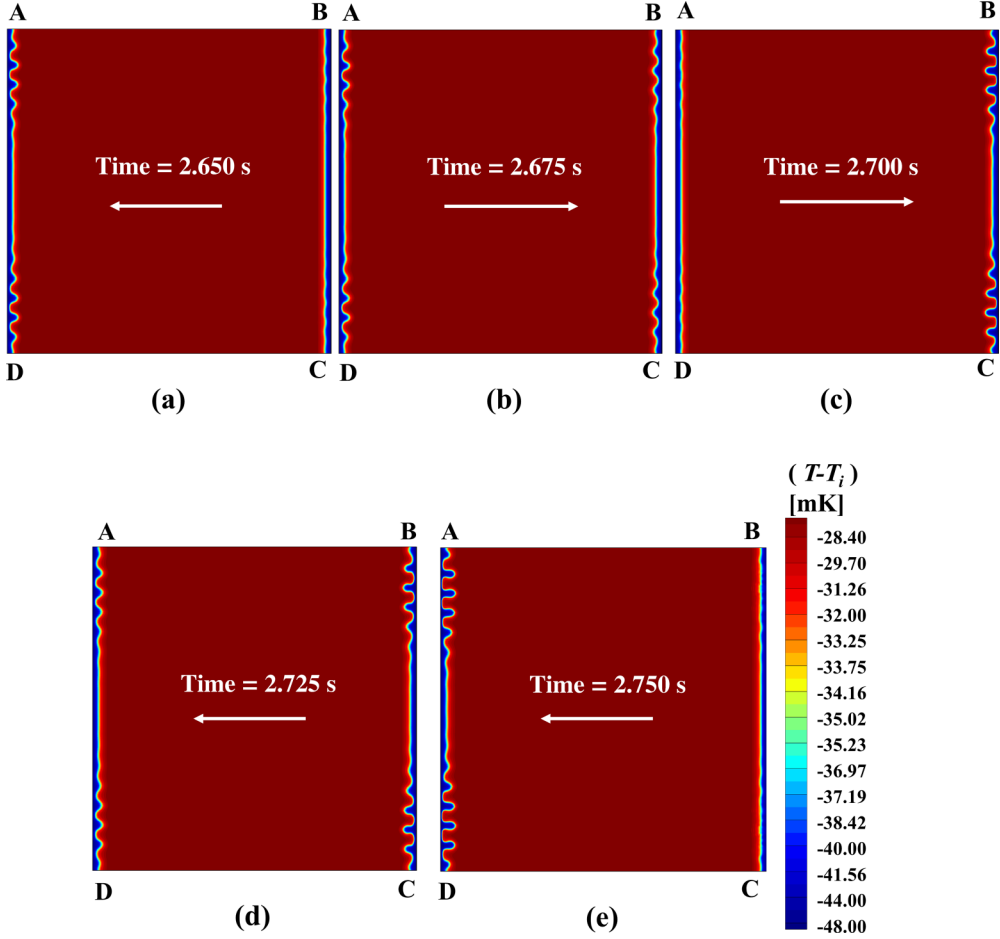 A B A B A B
Time = 2.650 s Time = 2.675 s Time = 2.700 s
D C D C D C
(a) (b) (c)
( T-Ti )
[mK]
A B A B
-28.40
-29.70
-31.26
-32.00
-33.25
-33.75
Time = 2.725 s Time = 2.750 s
-34.16
-35.02
-35.23
-36.97
-37.19
-38.42
-40.00
-41.56
-44.00
-48.00
D C D C
(d) (e)